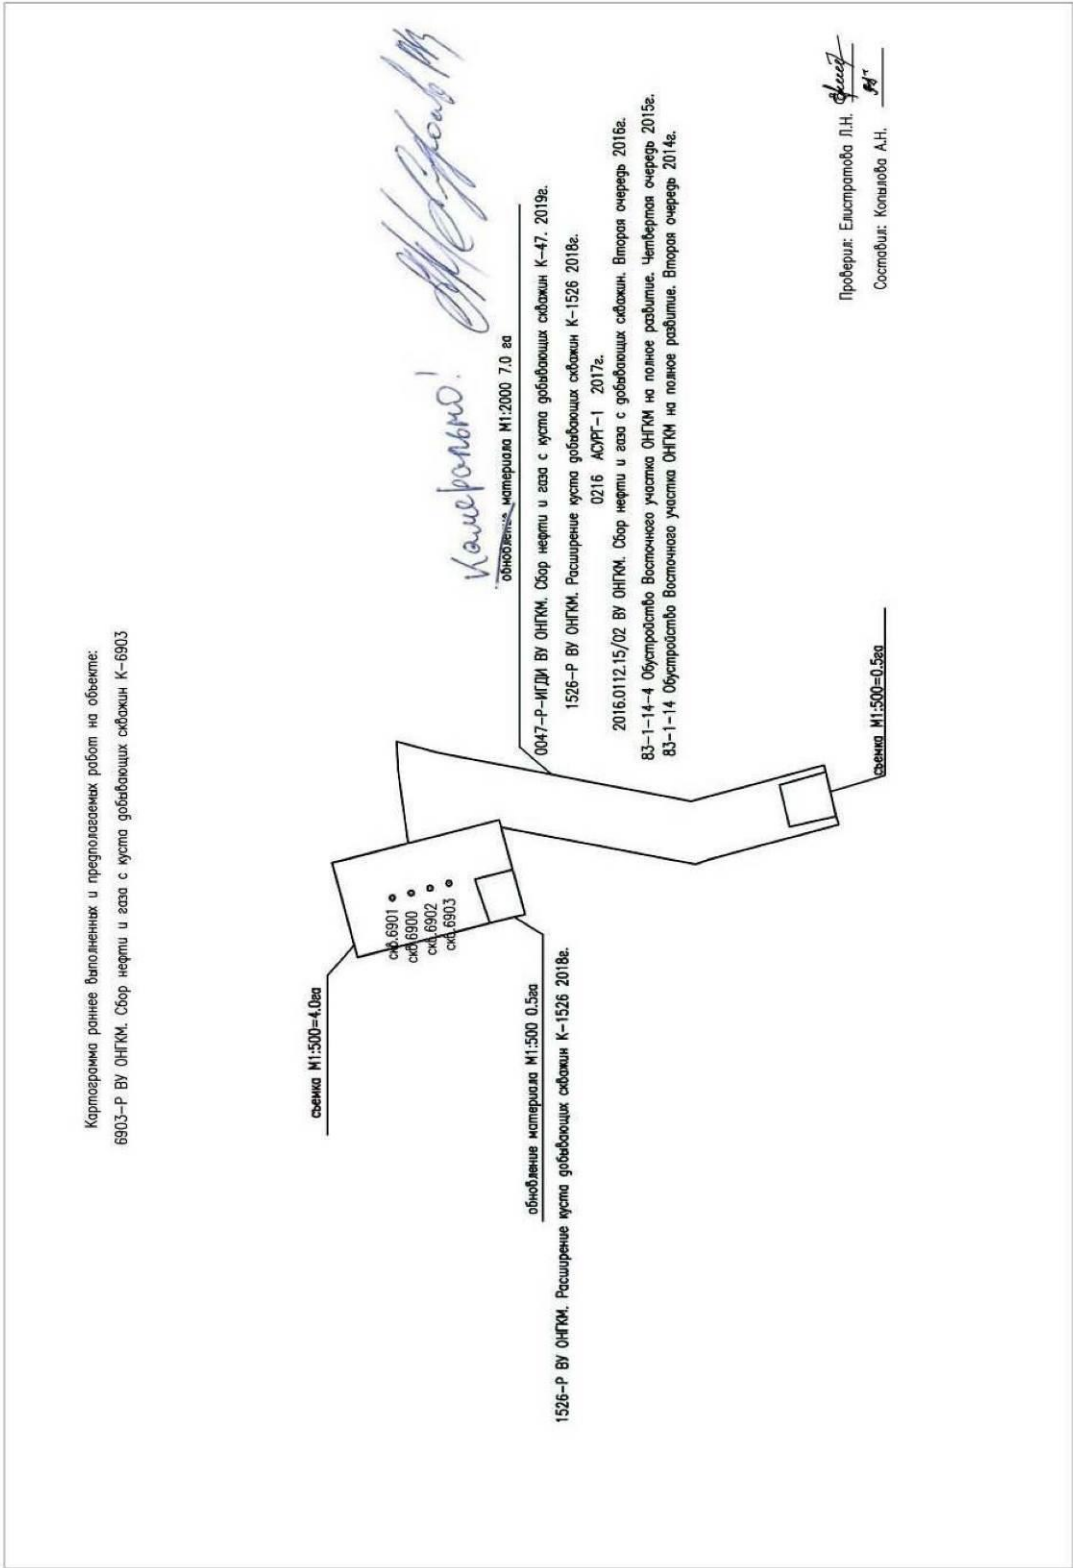 Картограмма раннее выполненных и предполагаемых работ на объекте:
6903-Р ВУ ОНГКМ. Сбор нефти и газа с куста добывающих скважин К-6903
съемка М1:500=4.0га
скв.6901
скв.6900
скв.6902
скв.6903
Камерально!
обновление материала М1:2000 7.0 га
0047-Р-ИГДИ ВУ ОНГКМ. Сбор нефти и газа с куста добывающих скважин К-47. 2019г.
1526-Р ВУ ОНГКМ. Расширение куста добывающих скважин К-1526 2018г.
0216 АСУРГ-1 2017г.
2016.0112.15/02 ВУ ОНГКМ. Сбор нефти и газа с добывающих скважин. Вторая очередь 2016г.
83-1-14-4 Обустройство Восточного участка ОНГКМ на полное развитие. Четвертая очередь 2015г.
83-1-14 Обустройство Восточного участка ОНГКМ на полное развитие. Вторая очередь 2014г.
обновление материала М1:500 0.5га
1526-Р ВУ ОНГКМ. Расширение куста добывающих скважин К-1526 2018г.
съемка М1:500=0.5га
Проверил: Елистратова Л.Н.
Составил: Копылова А.Н.